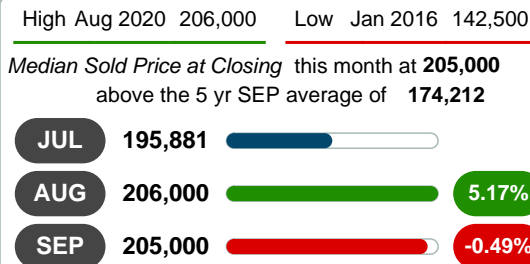 High Aug 2020 206,000 Low Jan 2016 142,500
Median Sold Price at Closing this month at 205,000
above the 5 yr SEP average of 174,212
JUL 195,881
AUG 206,000 5.17%
SEP 205,000 -0.49%